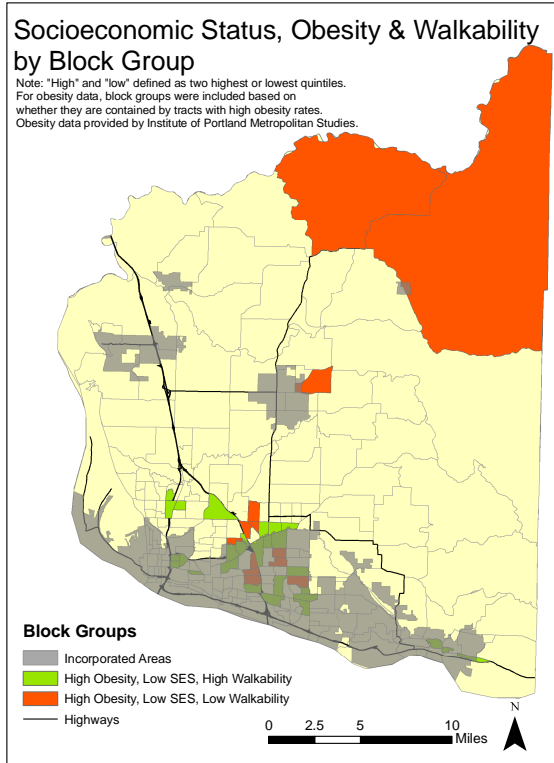 Socioeconomic Status, Obesity & Walkability
by Block Group
Note: "High" and "low" defined as two highest or lowest quintiles.
For obesity data, block groups were included based on
whether they are contained by tracts with high obesity rates.
Obesity data provided by Institute of Portland Metropolitan Studies.
Block Groups
Incorporated Areas
High Obesity, Low SES, High Walkability
High Obesity, Low SES, Low Walkability
Highways
0 2.5 5 10
Miles
N